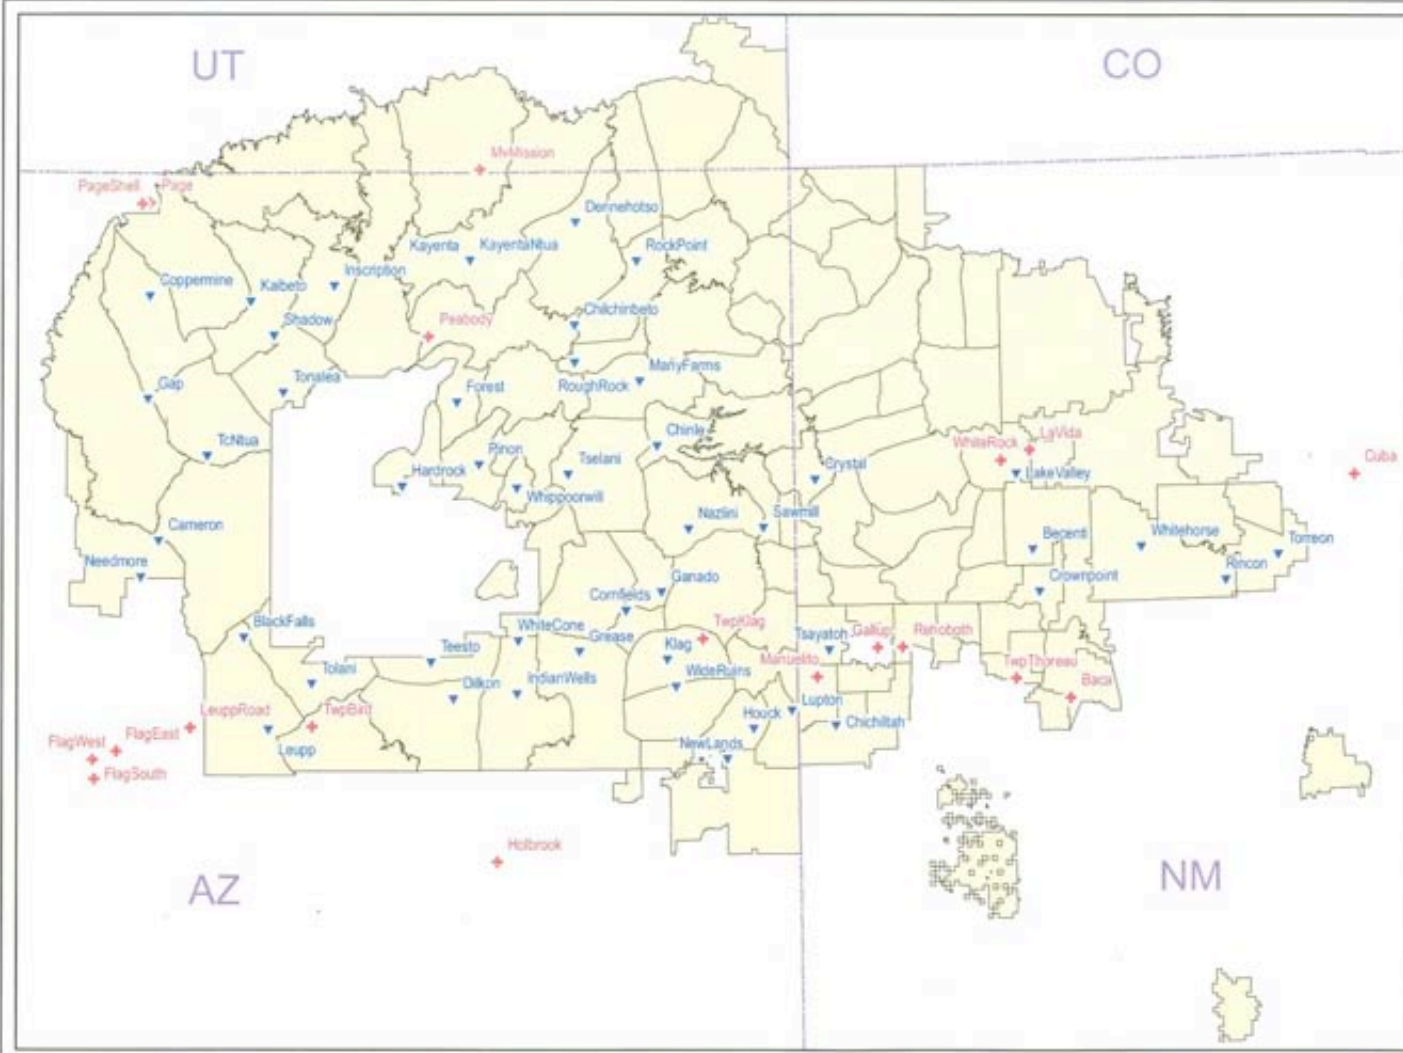 UT
CO
MvMission
PageShell
Page
Dennehotso
Kayenta
KayentaNtua
RockPoint
Inscription
Coppermine
Kaibeto
Chilchinbeto
Shadow
Peabody
ManyFarms
Gap
Tonalea
Forest
RoughRock
Chinle
LaVida
TcNtua
WhiteRock
Pinon
Cuba
Tselani
Crystal
Hardrock
LakeValley
Whippoorwill
Nazlini
Sawmill
Cameron
Becenti
Whitehorse
Torreon
Needmore
Rincon
Ganado
Crownpoint
Cornfields
BlackFalls
TwpKlag
WhiteCone
Grease
Tsayatoh
Gallup
Klag
Teesto
Manuelito
TwpThoreau
Tolani
WideRuins
Baca
Dilkon
IndianWells
Lupton
LeuppRoad
TwpBird
Houck
Chichiltah
FlagEast
FlagWest
Leupp
NewLands
FlagSouth
Holbrook
AZ
NM